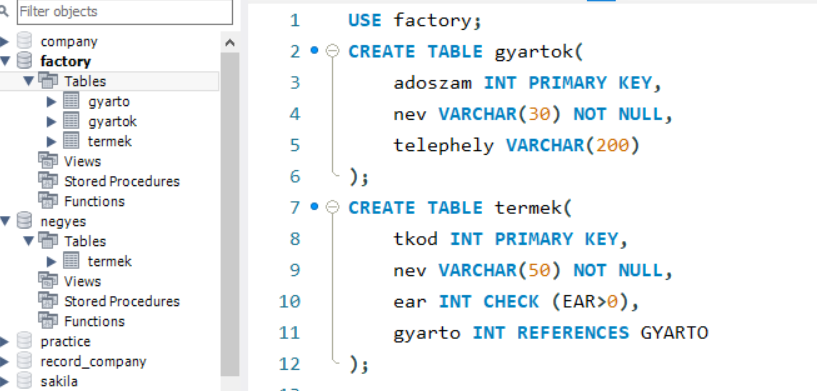 Filter objects
company
factory
Tables
gyarto
gyartok
termek
Views
Stored Procedures
Functions
negyes
Tables
termek
Views
Stored Procedures
Functions
practice
record_company
sakila
1 USE factory;
2 CREATE TABLE gyartok(
3 adoszam INT PRIMARY KEY,
4 nev VARCHAR(30) NOT NULL,
5 telephely VARCHAR(200)
6 );
7 CREATE TABLE termek(
8 tkod INT PRIMARY KEY,
9 nev VARCHAR(50) NOT NULL,
10 ear INT CHECK (EAR>0),
11 gyarto INT REFERENCES GYARTO
12 );